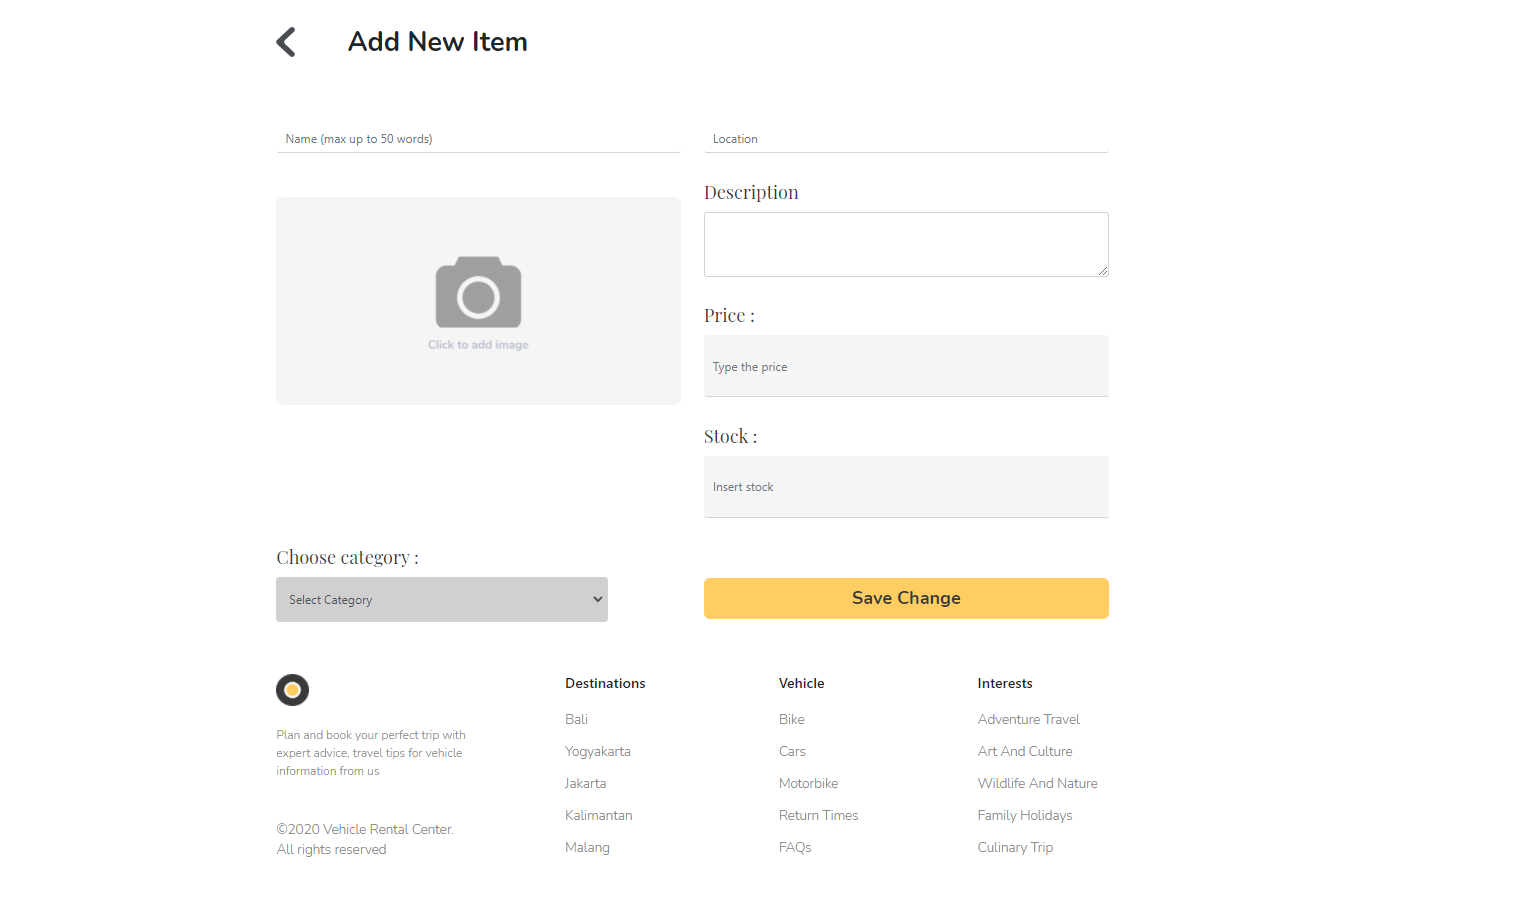 Add New Item
Name (max up to 50 words)
Location
Click to add image
Description
Price :
Type the price
Stock :
Insert stock
Choose category :
Select Category
Save Change
Plan and book your perfect trip with
expert advice, travel tips for vehicle
information from us
©2020 Vehicle Rental Center.
All rights reserved
Destinations
Bali
Yogyakarta
Jakarta
Kalimantan
Malang
Vehicle
Bike
Cars
Motorbike
Return Times
FAQs
Interests
Adventure Travel
Art And Culture
Wildlife And Nature
Family Holidays
Culinary Trip